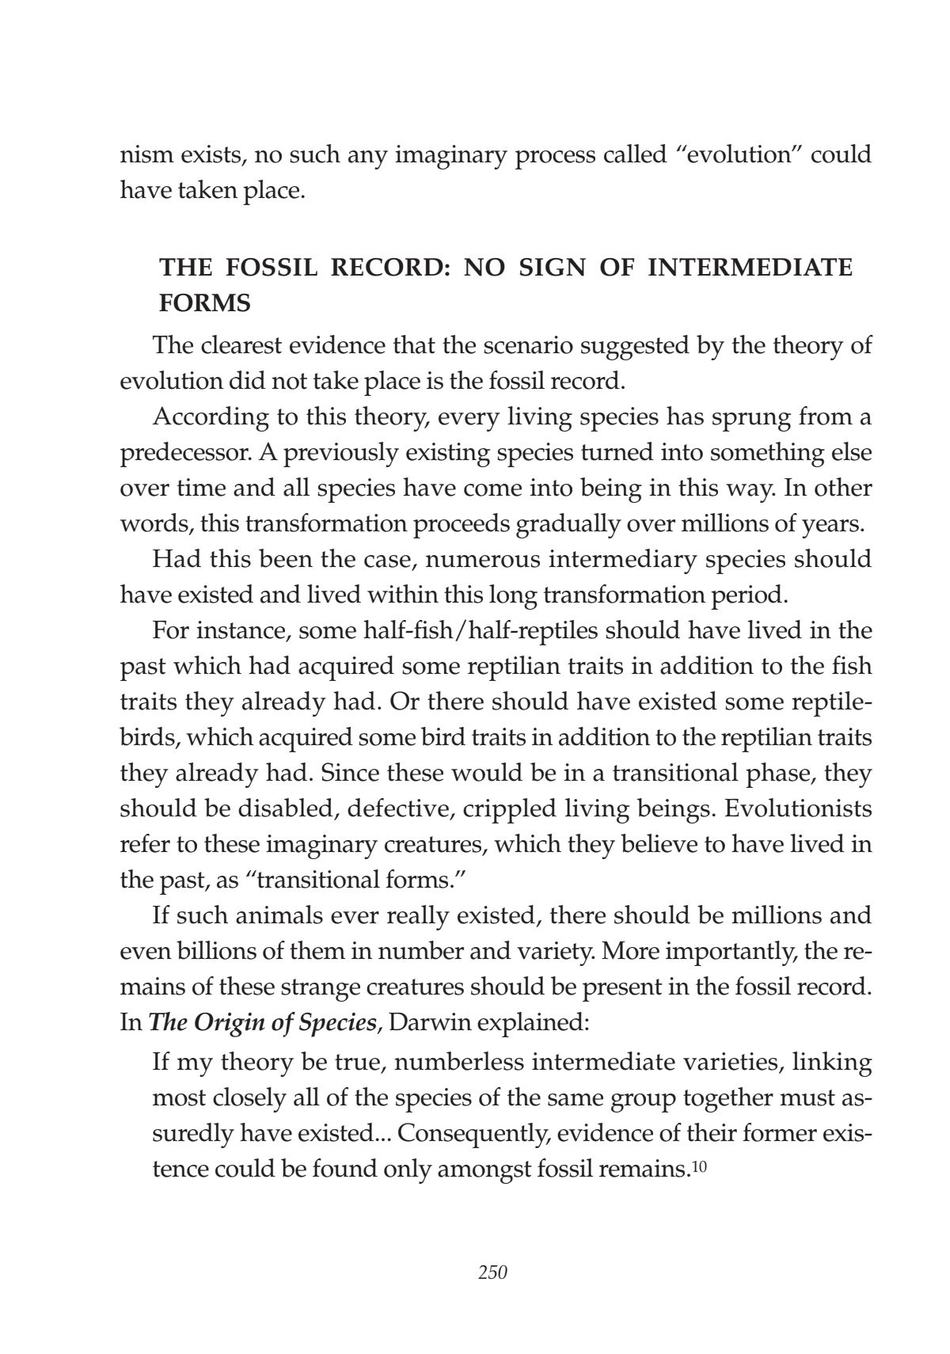 nism exists, no such any imaginary process called “evolution” could
have taken place.
THE FOSSIL RECORD: NO SIGN OF INTERMEDIATE
FORMS
The clearest evidence that the scenario suggested by the theory of
evolution did not take place is the fossil record.
According to this theory, every living species has sprung from a
predecessor. A previously existing species turned into something else
over time and all species have come into being in this way. In other
words, this transformation proceeds gradually over millions of years.
Had this been the case, numerous intermediary species should
have existed and lived within this long transformation period.
For instance, some half-fish/half-reptiles should have lived in the
past which had acquired some reptilian traits in addition to the fish
traits they already had. Or there should have existed some reptile-
birds, which acquired some bird traits in addition to the reptilian traits
they already had. Since these would be in a transitional phase, they
should be disabled, defective, crippled living beings. Evolutionists
refer to these imaginary creatures, which they believe to have lived in
the past, as “transitional forms.”
If such animals ever really existed, there should be millions and
even billions of them in number and variety. More importantly, the re-
mains of these strange creatures should be present in the fossil record.
In The Origin of Species, Darwin explained:
If my theory be true, numberless intermediate varieties, linking
most closely all of the species of the same group together must as-
suredly have existed... Consequently, evidence of their former exis-
tence could be found only amongst fossil remains.10
250